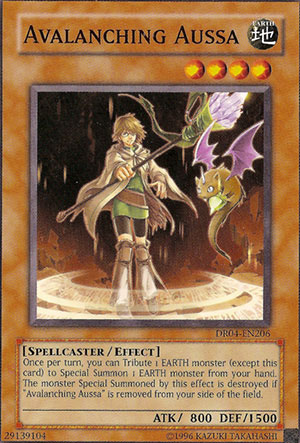 AVALANCHING AUSSA
EARTH
地
DR04-EN206
[SPELLCASTER / EFFECT]
Once per turn, you can Tribute 1 EARTH monster (except this
card) to Special Summon 1 EARTH monster from your hand.
The monster Special Summoned by this effect is destroyed if
"Avalanching Aussa" is removed from your side of the field.
ATK/ 800 DEF/1500
29139104
©1996 KAZUKI TAKAHASHI